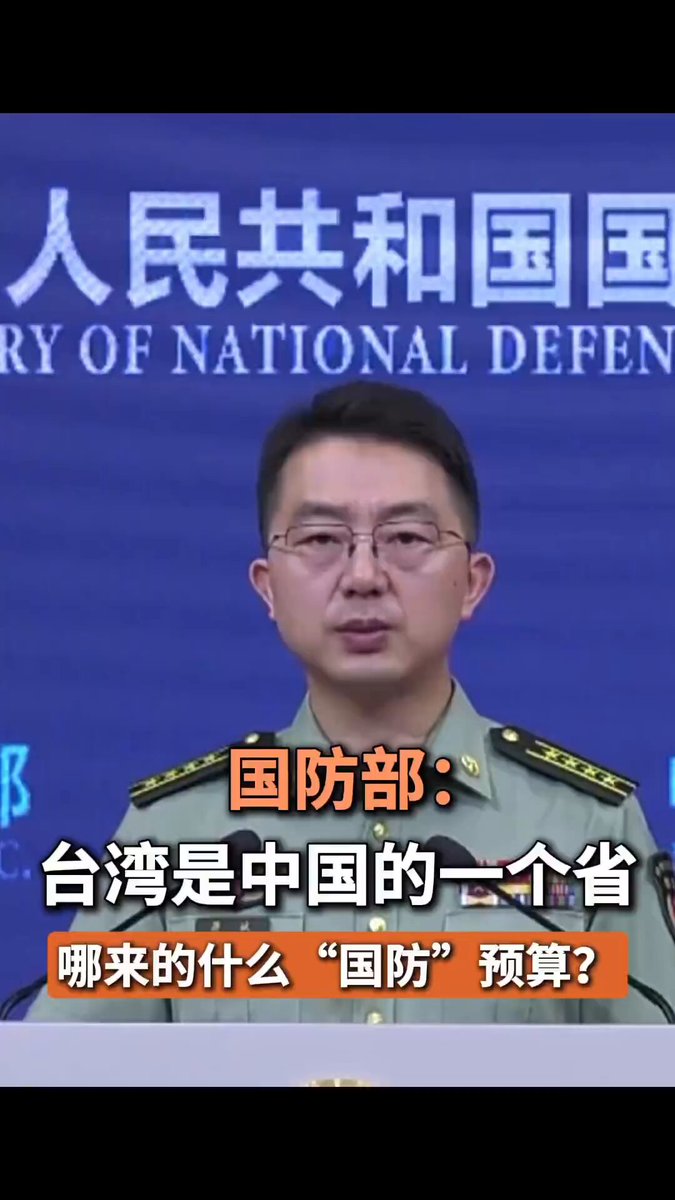 人民共和国国
RY OF NATIONAL DEFEN
部
C.
国防部：
台湾是中国的一个省
哪来的什么“国防”预算？